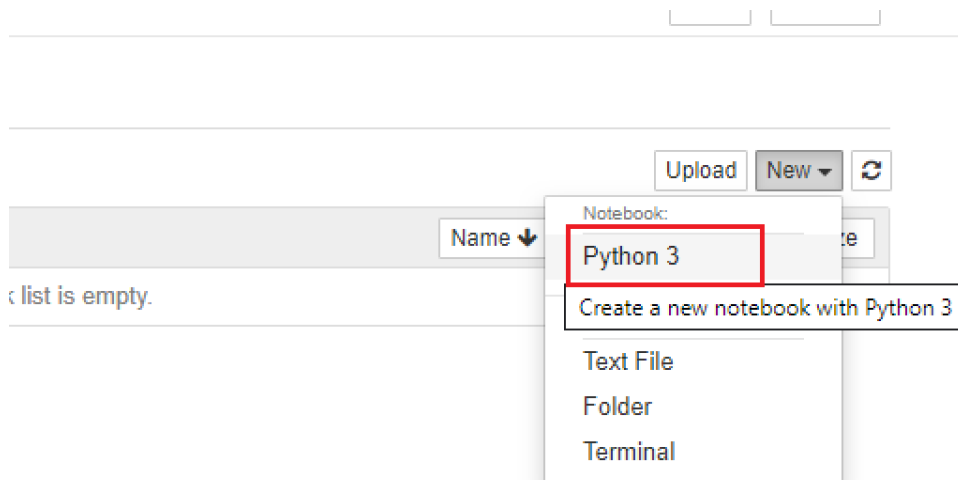 Upload New
Notebook:
Name
Python 3
list is empty.
Create a new notebook with Python 3
Text File
Folder
Terminal